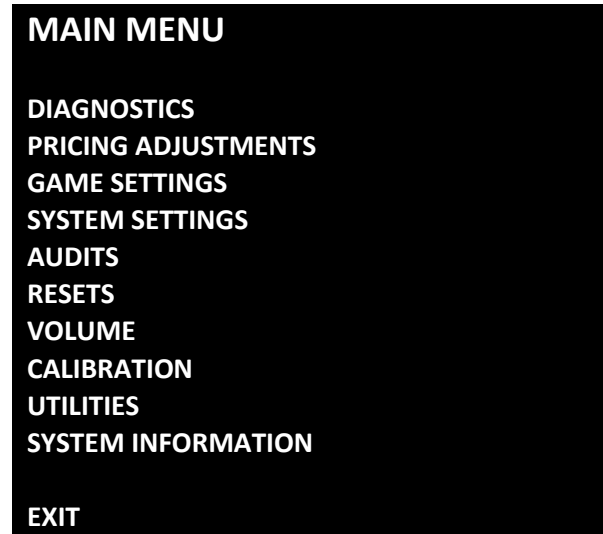 MAIN MENU
DIAGNOSTICS
PRICING ADJUSTMENTS
GAME SETTINGS
SYSTEM SETTINGS
AUDITS
RESETS
VOLUME
CALIBRATION
UTILITIES
SYSTEM INFORMATION
EXIT